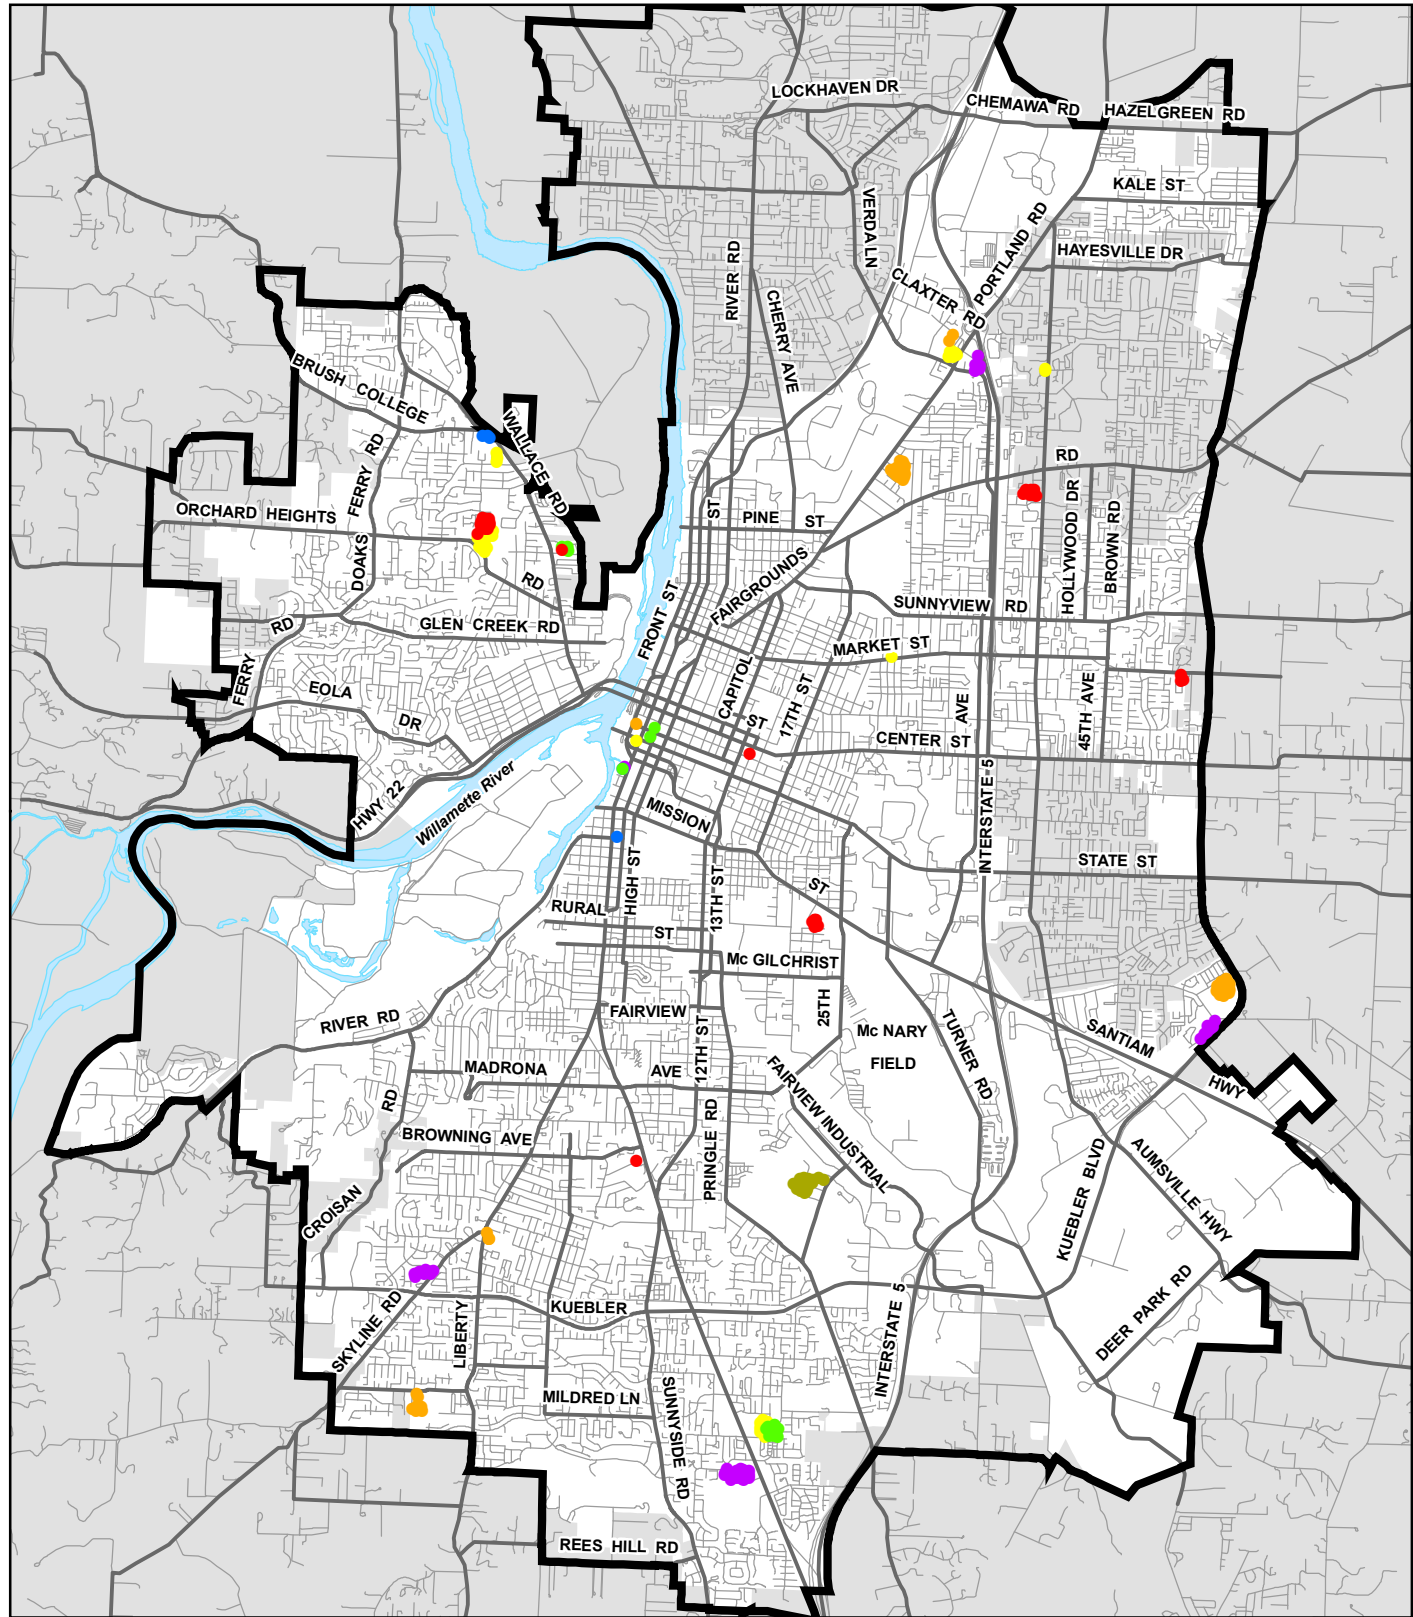 LOCKHAVEN DR
CHEMAWA RD
HAZELGREEN RD
KALE ST
VERDA LN
PORTLAND RD
HAYESVILLE DR
RIVER RD
CLAXTER RD
CHERRY AVE
BRUSH COLLEGE
WALLACE RD
DOAKS FERRY RD
RD
ORCHARD HEIGHTS
RD
ST
PINE ST
HOLLYWOOD DR
BROWN RD
FAIRGROUNDS
SUNNYVIEW RD
FRONT ST
GLEN CREEK RD
FERRY RD
MARKET ST
CAPITOL
ST
17TH ST
EOLA DR
AVE
45TH AVE
CENTER ST
HWY 22
Willamette River
INTERSTATE 5
MISSION
ST
STATE ST
HIGH ST
13TH ST
RURAL ST
Mc GILCHRIST
25TH
FAIRVIEW
RIVER RD
Mc NARY
FIELD
TURNER RD
SANTIAM
HWY
12TH ST
MADRONA AVE
FAIRVIEW INDUSTRIAL
RD
BROWNING AVE
PRINGLE RD
CROISAN
KUEBLER BLVD
AUMSVILLE HWY
DEER PARK RD
SKYLINE RD
LIBERTY
KUEBLER
INTERSTATE 5
MILDRED LN
SUNNYSIDE RD
REES HILL RD